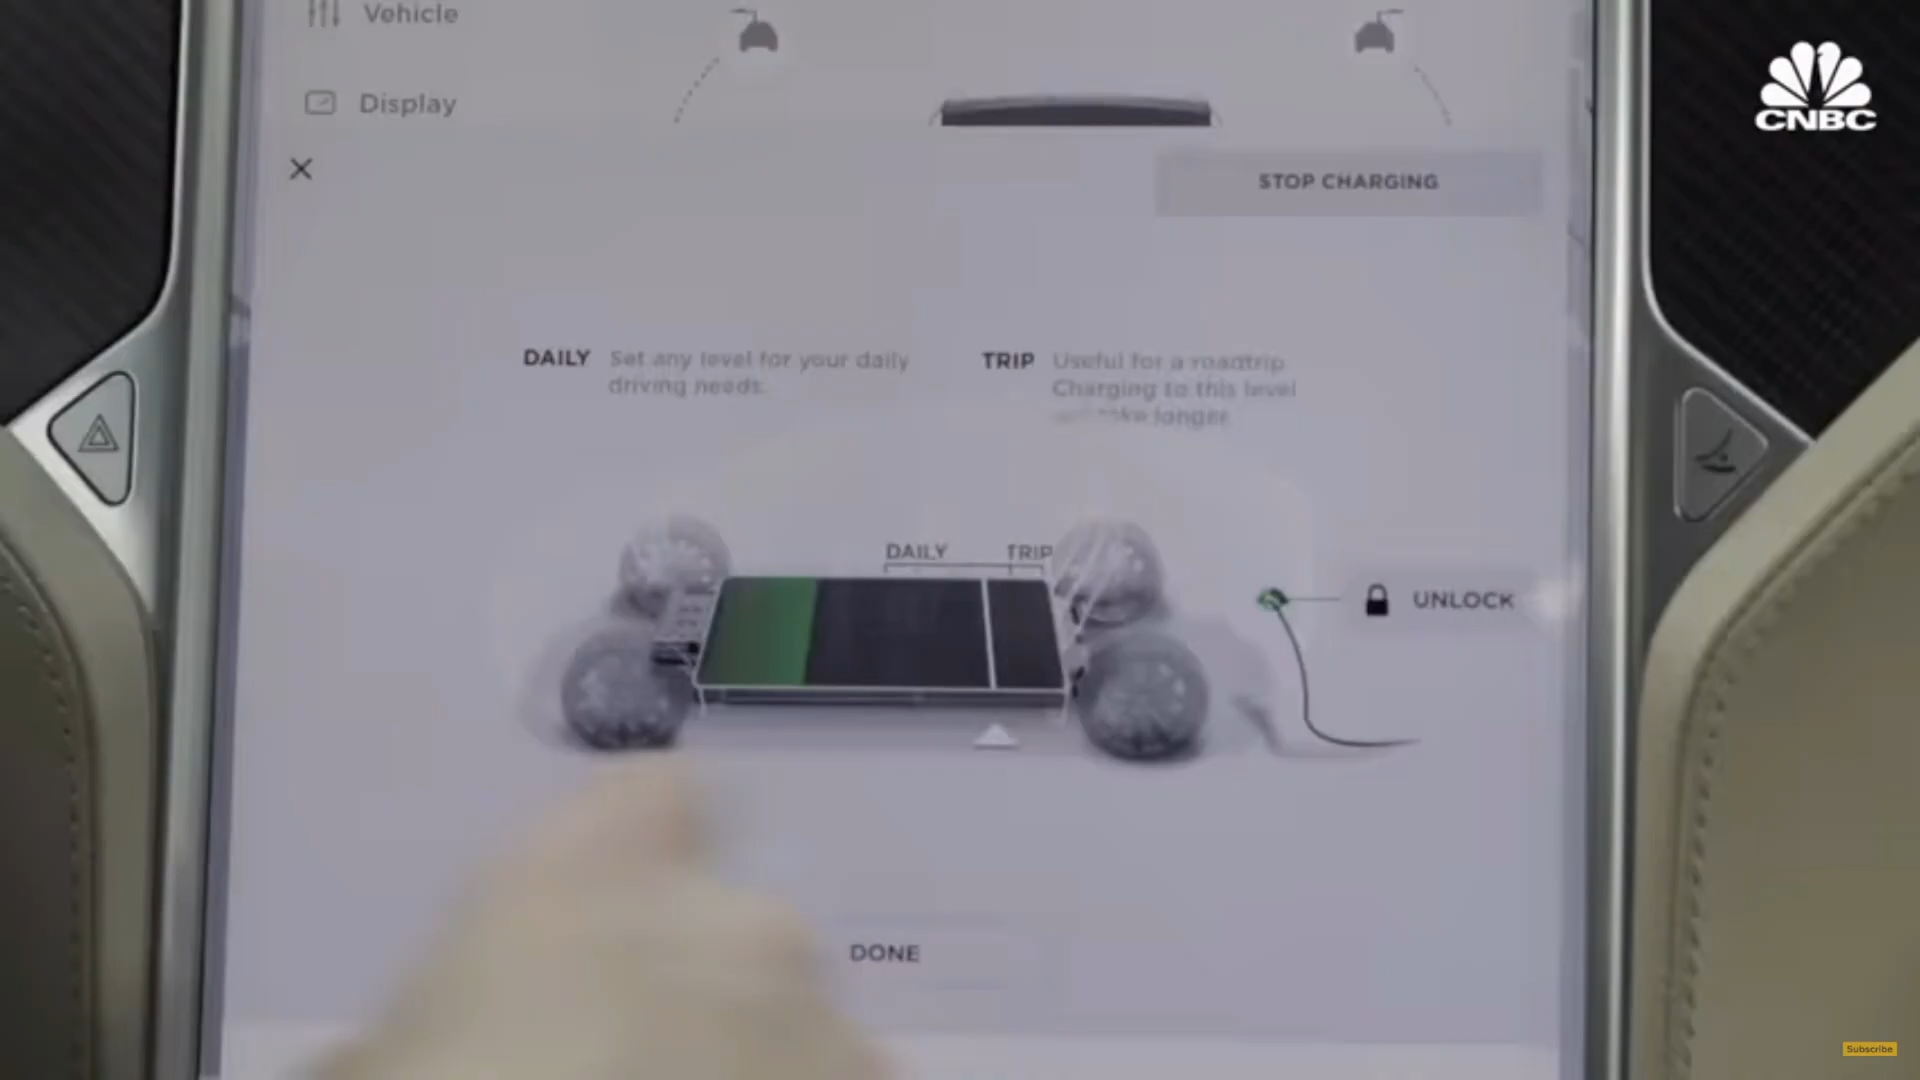 Vehicle
Display
CNBC
STOP CHARGING
DAILY Set any level for your daily
driving needs.
TRIP Useful for a roadtrip
Charging to this level
take longer
DAILY TRIP
UNLOCK
DONE
Subscribe